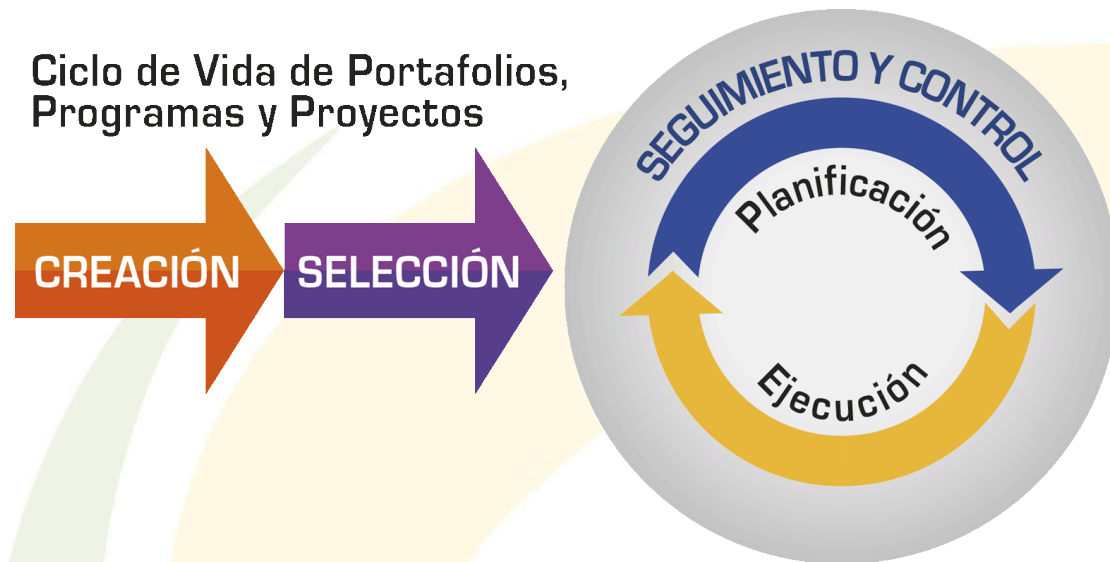 Ciclo de Vida de Portafolios,
Programas y Proyectos
CREACIÓN
SELECCIÓN
SEGUIMIENTO Y CONTROL
Planificación
Ejecución